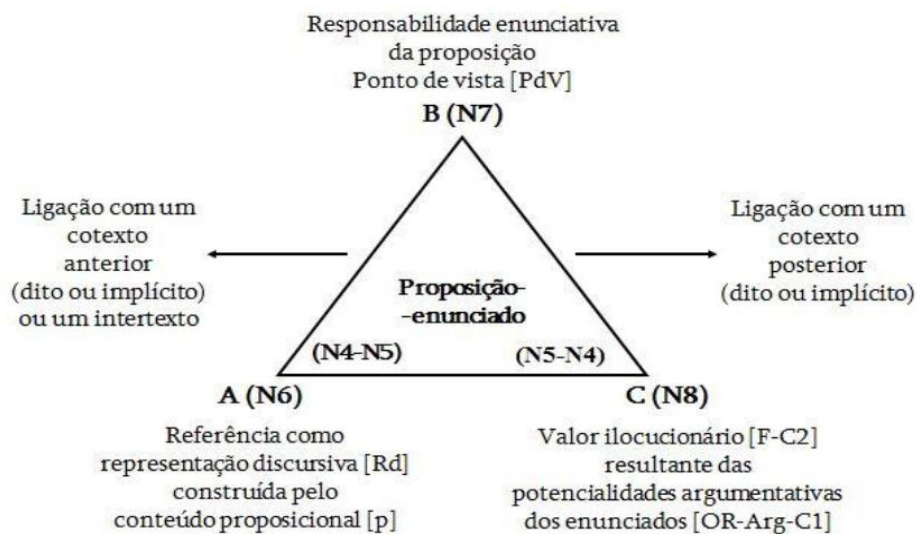 Responsabilidade enunciativa
da proposição
Ponto de vista [PdV]
B (N7)
Ligação com um
cotexto
anterior
(dito ou implícito)
ou um intertexto
Ligação com um
cotexto
posterior
(dito ou implícito)
Proposição-
-enunciado
(N4-N5)
(N5-N4)
A (N6)
C (N8)
Referência como
representação discursiva [Rd]
construída pelo
conteúdo proposicional [p]
Valor ilocucionário [F-C2]
resultante das
potencialidades argumentativas
dos enunciados [OR-Arg-C1]